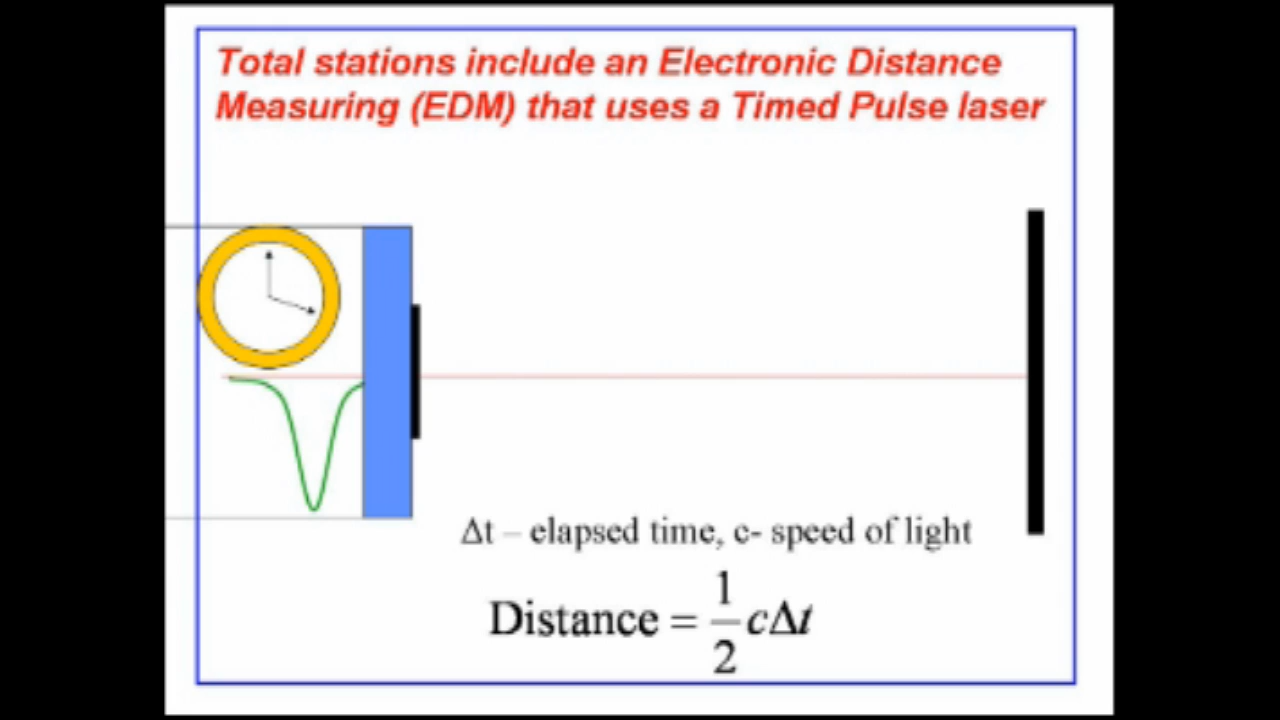 Total stations include an Electronic Distance
Measuring (EDM) that uses a Timed Pulse laser
Δt – elapsed time, c- speed of light
Distance = 1/2 cΔt